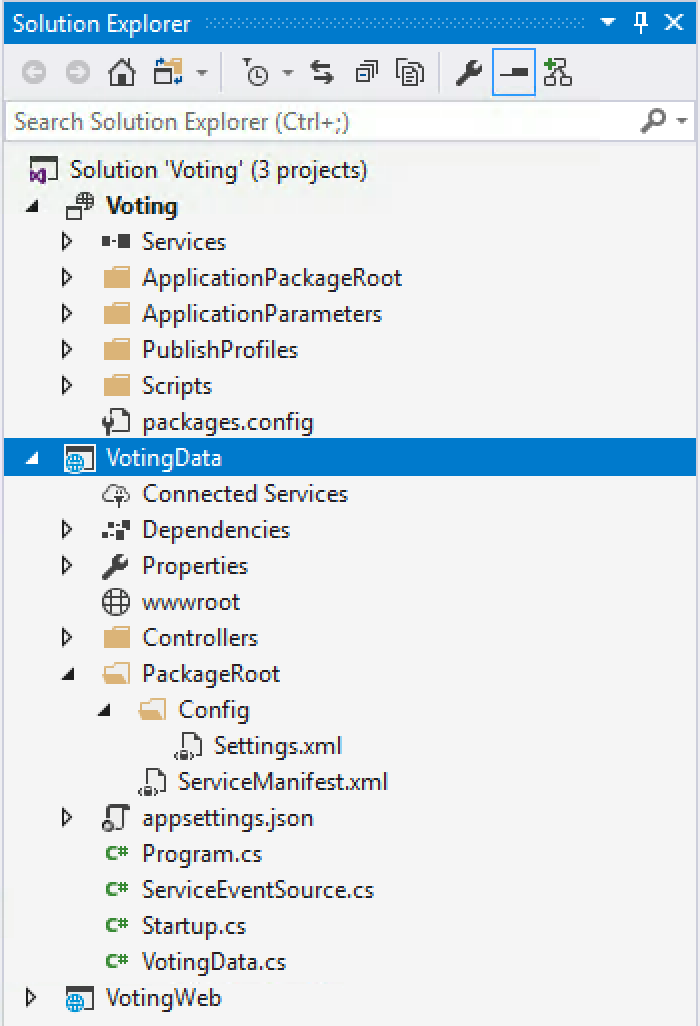 Solution Explorer
Search Solution Explorer (Ctrl+;)
Solution 'Voting' (3 projects)
Voting
Services
ApplicationPackageRoot
ApplicationParameters
PublishProfiles
Scripts
packages.config
VotingData
Connected Services
Dependencies
Properties
wwwroot
Controllers
PackageRoot
Config
Settings.xml
ServiceManifest.xml
appsettings.json
C# Program.cs
C# ServiceEventSource.cs
C# Startup.cs
C# VotingData.cs
VotingWeb